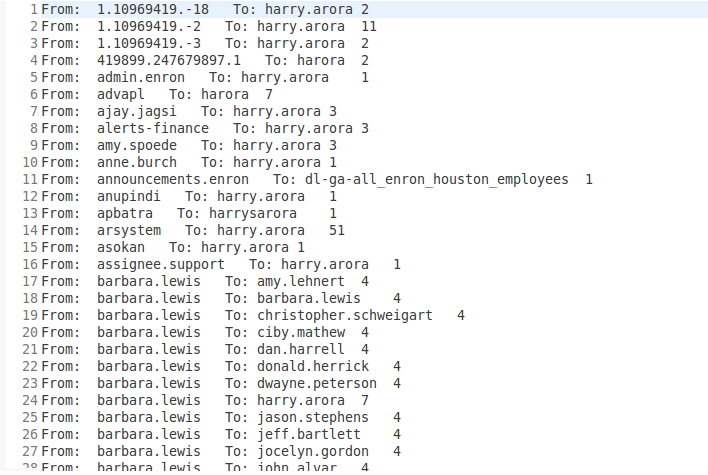 1 From:  1.10969419.-18   To: harry.arora 2
2 From:  1.10969419.-2   To: harry.arora  11
3 From:  1.10969419.-3   To: harry.arora  2
4 From:  419899.247679897.1   To: harora  2
5 From:  admin.enron   To: harry.arora    1
6 From:  advapl   To: harora  7
7 From:  ajay.jagsi   To: harry.arora 3
8 From:  alerts-finance   To: harry.arora 3
9 From:  amy.spoede   To: harry.arora 3
10 From:  anne.burch   To: harry.arora 1
11 From:  announcements.enron   To: dl-ga-all_enron_houston_employees  1
12 From:  anupindi   To: harry.arora   1
13 From:  apbatra   To: harrysarora    1
14 From:  arsystem   To: harry.arora   51
15 From:  asokan   To: harry.arora 1
16 From:  assignee.support   To: harry.arora   1
17 From:  barbara.lewis   To: amy.lehnert  4
18 From:  barbara.lewis   To: barbara.lewis    4
19 From:  barbara.lewis   To: christopher.schweigart   4
20 From:  barbara.lewis   To: ciby.mathew  4
21 From:  barbara.lewis   To: dan.harrell  4
22 From:  barbara.lewis   To: donald.herrick   4
23 From:  barbara.lewis   To: dwayne.peterson  4
24 From:  barbara.lewis   To: harry.arora  7
25 From:  barbara.lewis   To: jason.stephens   4
26 From:  barbara.lewis   To: jeff.bartlett    4
27 From:  barbara.lewis   To: jocelyn.gordon   4
28 From:  barbara.lewis   To: john.alvar   4